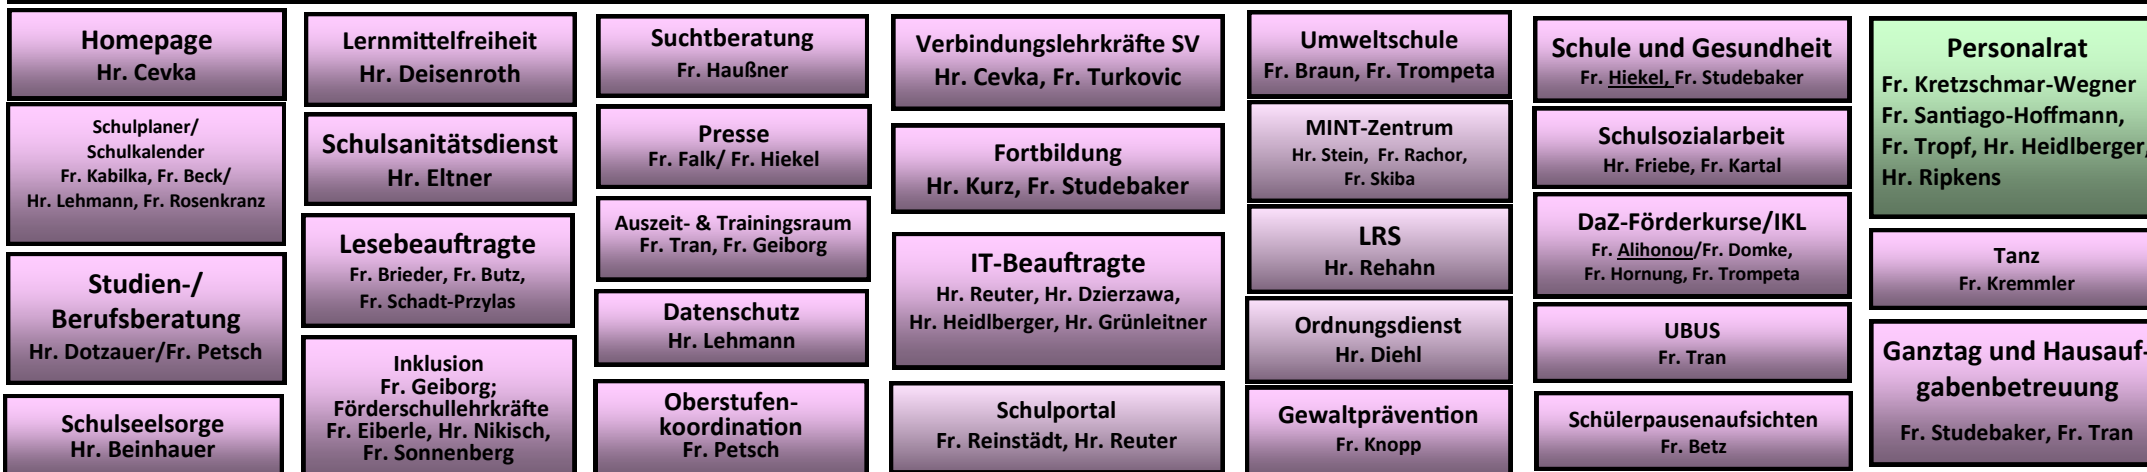 Homepage
Hr. Cevka
Schulplaner/
Schulkalender
Fr. Kabilka, Fr. Beck/
Hr. Lehmann, Fr. Rosenkranz
Studien-/
Berufsberatung
Hr. Dotzauer/Fr. Petsch
Schulseelsorge
Hr. Beinhauer
Lernmittelfreiheit
Hr. Deisenroth
Schulsanitätsdienst
Hr. Eltner
Lesebeauftragte
Fr. Brieder, Fr. Butz,
Fr. Schadt-Przylas
Inklusion
Fr. Geiborg;
Förderschullehrkräfte
Fr. Eiberle, Hr. Nikisch,
Fr. Sonnenberg
Suchtberatung
Fr. Haußner
Presse
Fr. Falk/ Fr. Hiekel
Auszeit- & Trainingsraum
Fr. Tran, Fr. Geiborg
Datenschutz
Hr. Lehmann
Oberstufen-
koordination
Fr. Petsch
Verbindungslehrkräfte SV
Hr. Cevka, Fr. Turkovic
Fortbildung
Hr. Kurz, Fr. Studebaker
IT-Beauftragte
Hr. Reuter, Hr. Dzierzawa,
Hr. Heidlberger, Hr. Grünleitner
Schulportal
Fr. Reinstädt, Hr. Reuter
Umweltschule
Fr. Braun, Fr. Trompeta
MINT-Zentrum
Hr. Stein, Fr. Rachor,
Fr. Skiba
LRS
Hr. Rehahn
Ordnungsdienst
Hr. Diehl
Gewaltprävention
Fr. Knopp
Schule und Gesundheit
Fr. Hiekel, Fr. Studebaker
Schulsozialarbeit
Hr. Friebe, Fr. Kartal
DaZ-Förderkurse/IKL
Fr. Alihonou/Fr. Domke,
Fr. Hornung, Fr. Trompeta
UBUS
Fr. Tran
Schülerpausenaufsichten
Fr. Betz
Personalrat
Fr. Kretzschmar-Wegner
Fr. Santiago-Hoffmann,
Fr. Tropf, Hr. Heidlberger,
Hr. Ripkens
Tanz
Fr. Kremmler
Ganztag und Hausauf-
gabenbetreuung
Fr. Studebaker, Fr. Tran